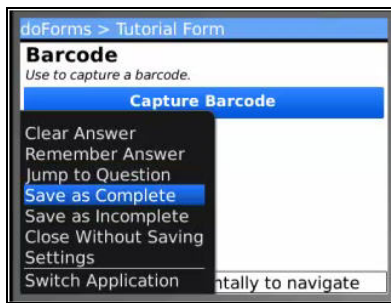 doForms > Tutorial Form
Barcode
Use to capture a barcode.
Capture Barcode
Clear Answer
Remember Answer
Jump to Question
Save as Complete
Save as Incomplete
Close Without Saving
Settings
Switch Application
to navigate